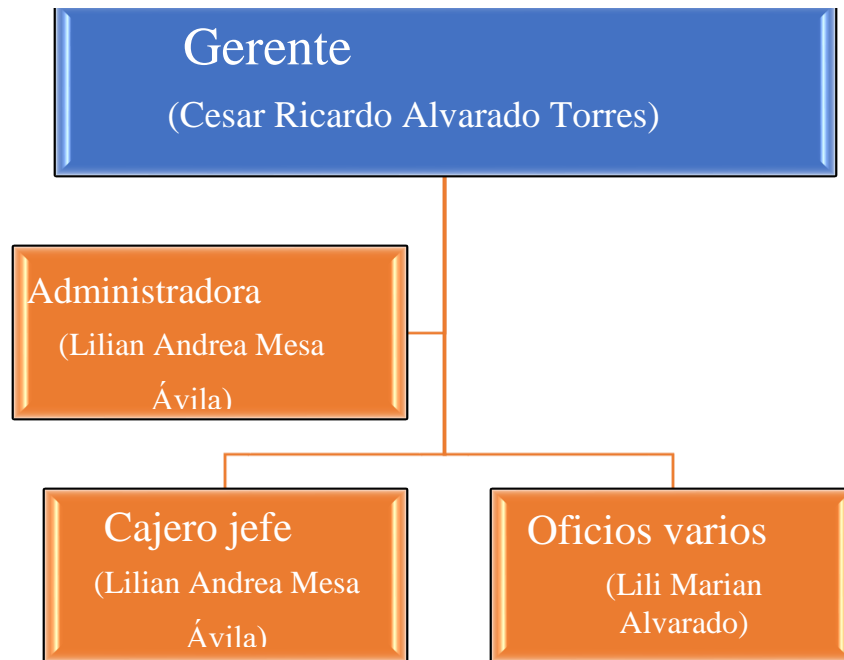 Gerente
(Cesar Ricardo Alvarado Torres)
Administradora
(Lilian Andrea Mesa
Ávila)
Cajero jefe
(Lilian Andrea Mesa
Ávila)
Oficios varios
(Lili Marian
Alvarado)